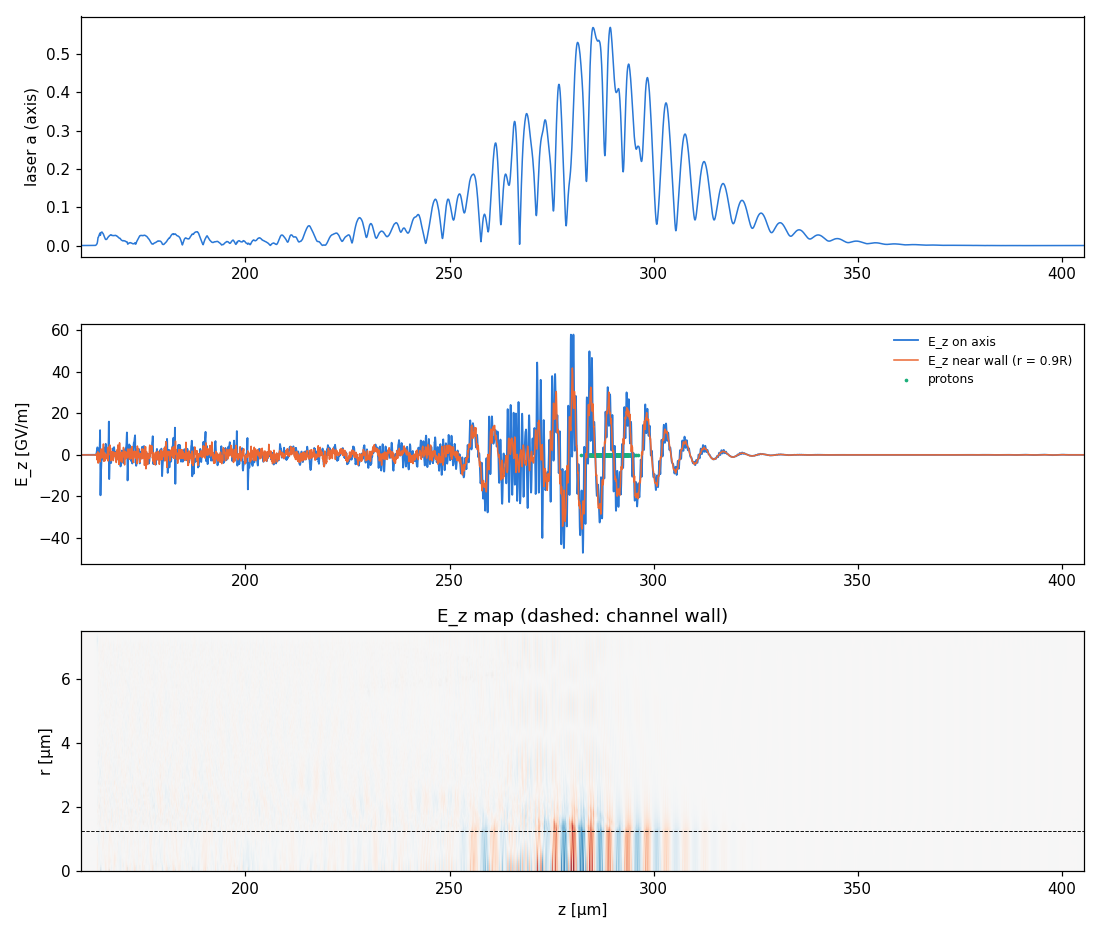 laser a (axis)
0.5
0.4
0.3
0.2
0.1
0.0
200 250 300 350 400
E_z [GV/m]
60
40
20
0
−20
−40
E_z on axis
E_z near wall (r = 0.9R)
protons
200 250 300 350 400
E_z map (dashed: channel wall)
r [µm]
6
4
2
0
200 250 300 350 400
z [µm]